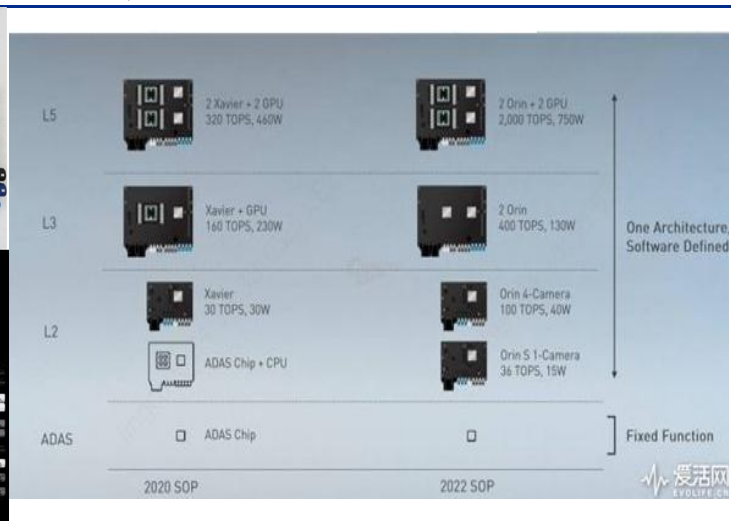 L5
2 Xavier + 2 GPU
320 TOPS, 460W
2 Orin + 2 GPU
2,000 TOPS, 750W
L3
Xavier + GPU
160 TOPS, 230W
2 Orin
400 TOPS, 130W
One Architecture,
Software Defined
L2
Xavier
30 TOPS, 30W
Orin 4-Camera
100 TOPS, 40W
ADAS Chip + CPU
Orin S 1-Camera
36 TOPS, 15W
ADAS
ADAS Chip
Fixed Function
2020 SOP
2022 SOP
爱活网
EVOLIFE.CN